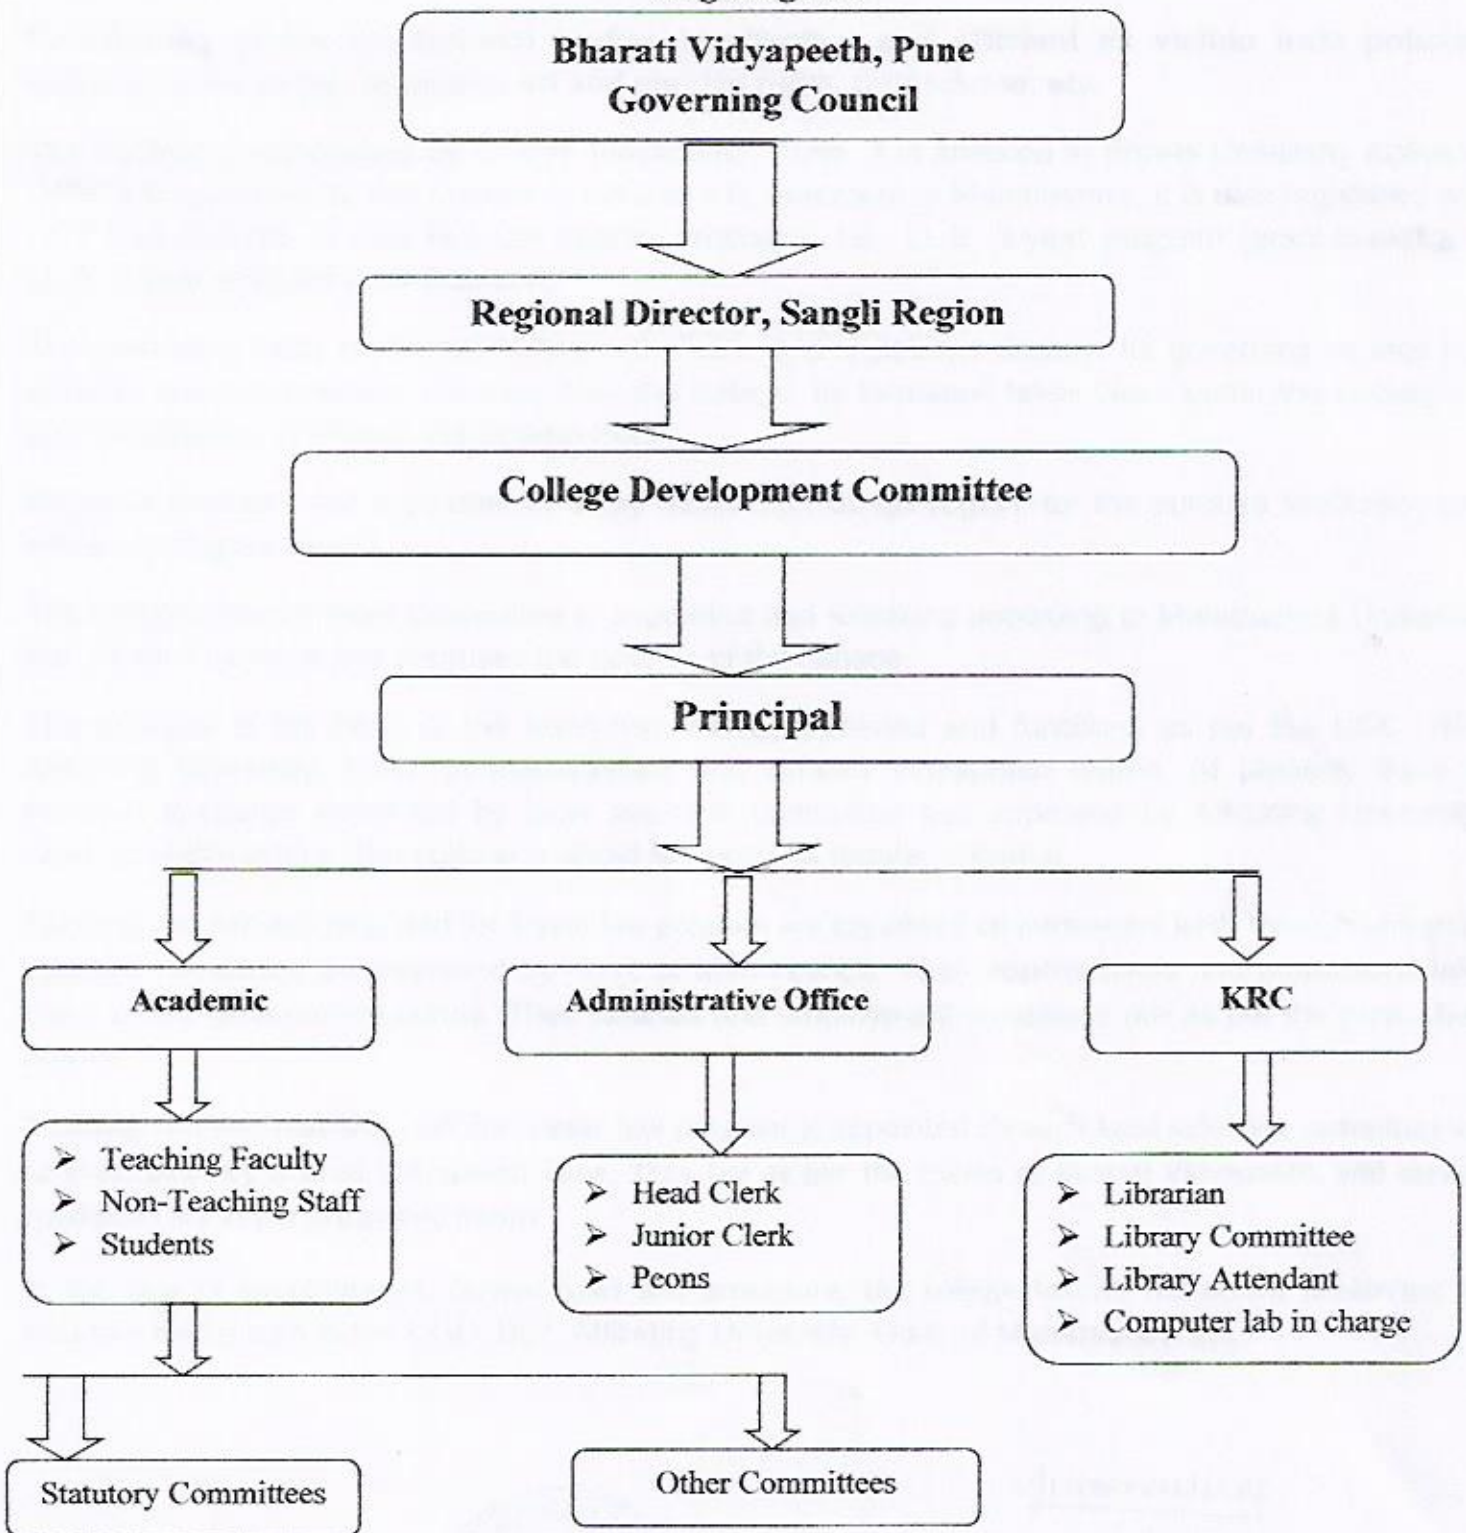 Bharati Vidyapeeth, Pune
Governing Council
Regional Director, Sangli Region
College Development Committee
Principal
Academic
Administrative Office
KRC
➢ Teaching Faculty
➢ Non-Teaching Staff
➢ Students
➢ Head Clerk
➢ Junior Clerk
➢ Peons
➢ Librarian
➢ Library Committee
➢ Library Attendant
➢ Computer lab in charge
Statutory Committees
Other Committees